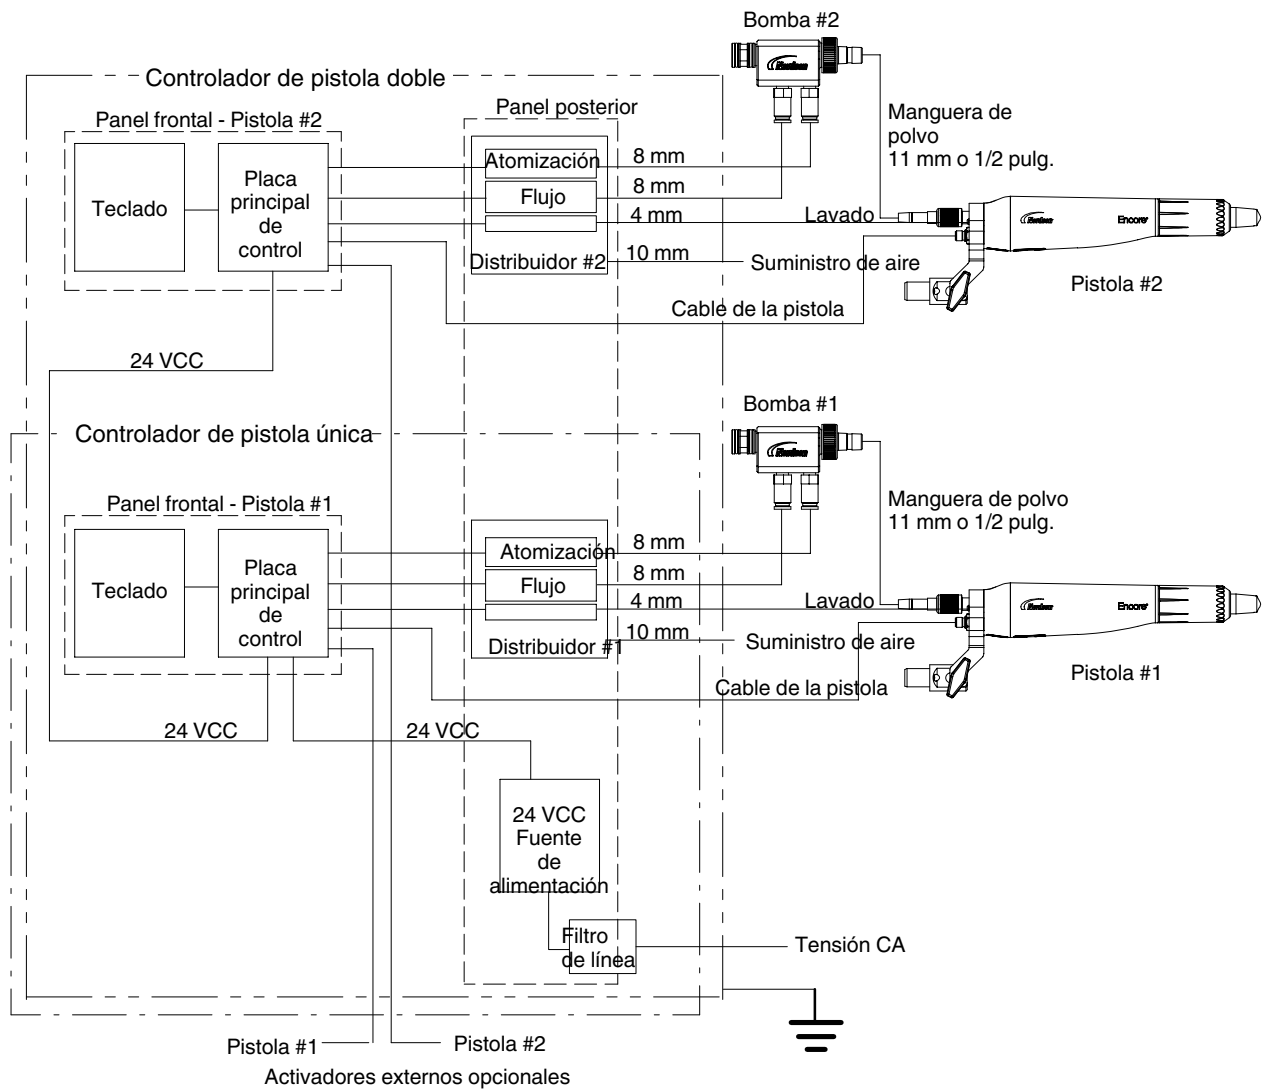 Bomba #2
Controlador de pistola doble
Panel posterior
Panel frontal - Pistola #2
Manguera de
polvo
11 mm o 1/2 pulg.
Teclado
Placa
principal
de
control
Atomización
8 mm
Flujo
8 mm
4 mm
Lavado
Distribuidor #2
10 mm
Suministro de aire
Nordson
Nordson
Encore
Pistola #2
Cable de la pistola
24 VCC
Bomba #1
Controlador de pistola única
Nordson
Panel frontal - Pistola #1
Manguera de polvo
11 mm o 1/2 pulg.
Teclado
Placa
principal
de
control
Atomización
8 mm
Flujo
8 mm
4 mm
Lavado
Distribuidor #1
10 mm
Suministro de aire
Nordson
Encore
Pistola #1
Cable de la pistola
24 VCC
24 VCC
24 VCC
Fuente
de
alimentación
Filtro
de línea
Tensión CA
Pistola #1
Pistola #2
Activadores externos opcionales